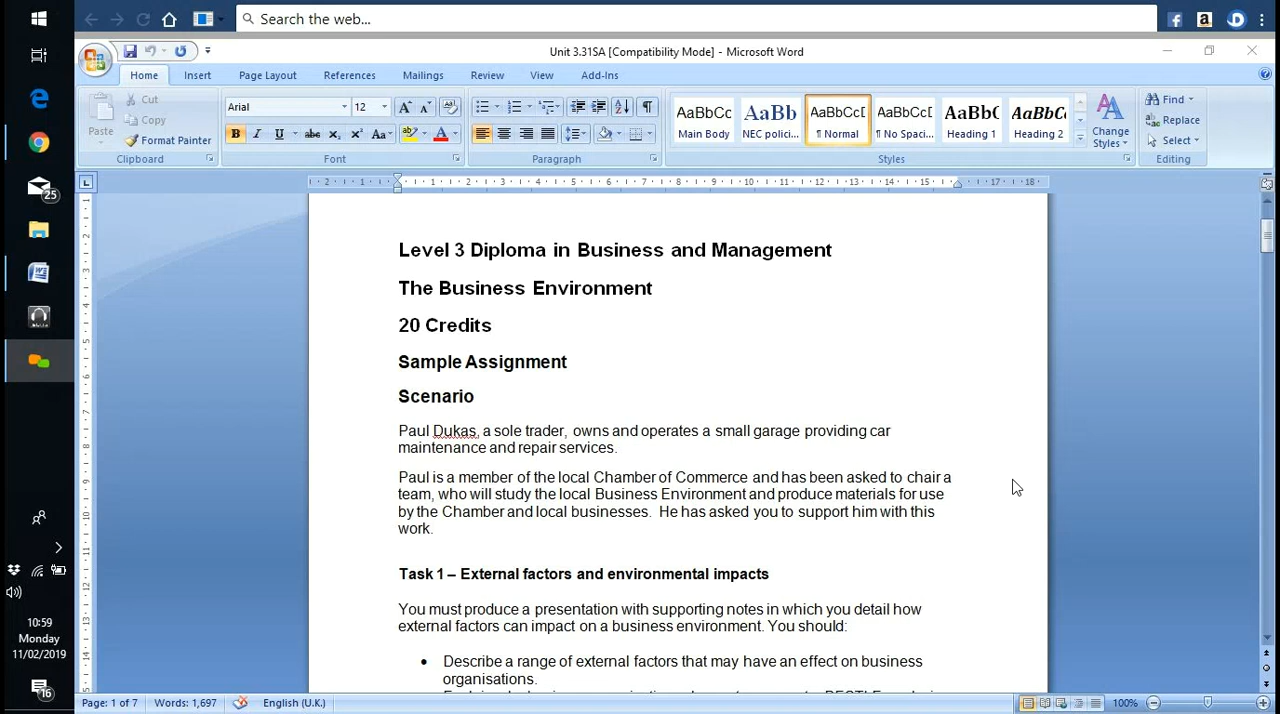 Search the web...
Unit 3.31SA [Compatibility Mode] - Microsoft Word
Home Insert Page Layout References Mailings Review View Add-Ins
Paste
Cut
Copy
Format Painter
Clipboard
Arial 12
Font
Paragraph
AaBbCc AaBb AaBbCcD AaBbCcD AaBbCc AaBbCc
Main Body NEC polici... ¶ Normal ¶ No Spaci... Heading 1 Heading 2
Change Styles
Styles
Find
Replace
Select
Editing
Level 3 Diploma in Business and Management
The Business Environment
20 Credits
Sample Assignment
Scenario
Paul Dukas, a sole trader, owns and operates a small garage providing car
maintenance and repair services.
Paul is a member of the local Chamber of Commerce and has been asked to chair a
team, who will study the local Business Environment and produce materials for use
by the Chamber and local businesses. He has asked you to support him with this
work.
Task 1 – External factors and environmental impacts
You must produce a presentation with supporting notes in which you detail how
external factors can impact on a business environment. You should:
• Describe a range of external factors that may have an effect on business
organisations.
25
10:59
Monday
11/02/2019
16
Page: 1 of 7 Words: 1,697 English (U.K.) 100%